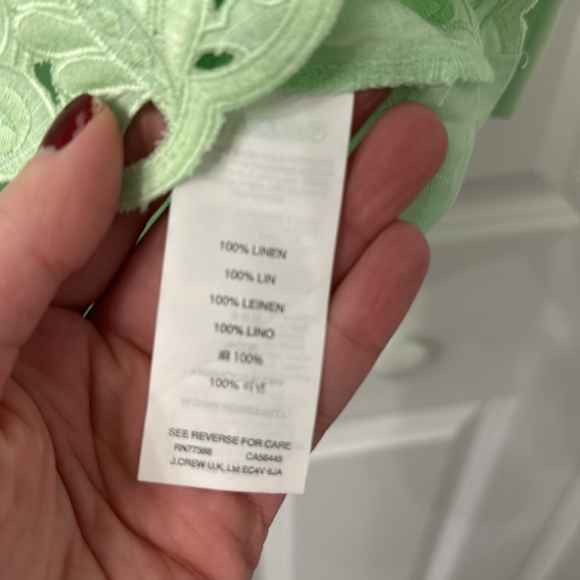 100% LINEN
100% LIN
100% LEINEN
100% LINO
麻 100%
100%
SEE REVERSE FOR CARE
RN77388 CA56445
J.CREW U.K. Ltd EC4V 6JA